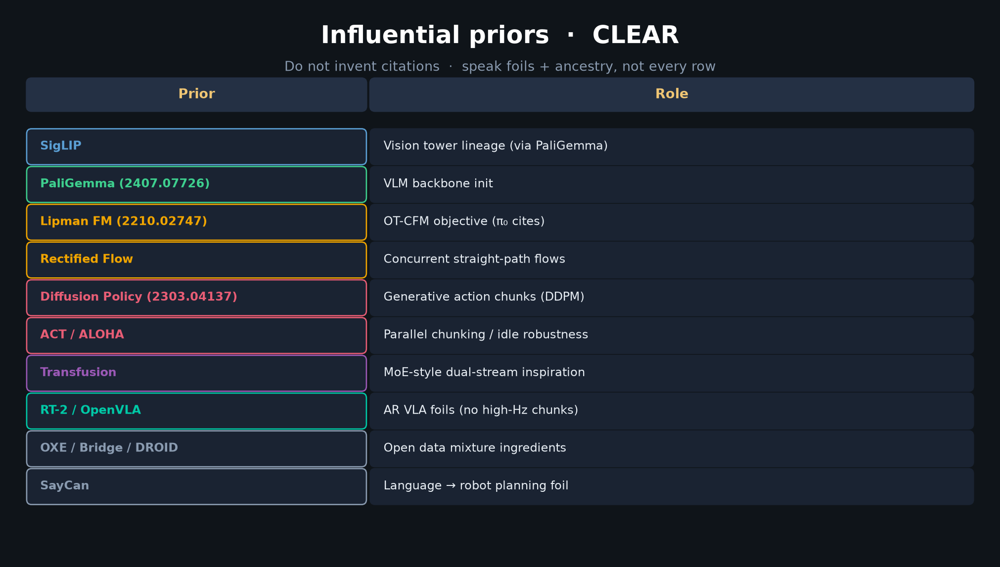 Influential priors · CLEAR
Do not invent citations · speak foils + ancestry, not every row
Prior Role
SigLIP Vision tower lineage (via PaliGemma)
PaliGemma (2407.07726) VLM backbone init
Lipman FM (2210.02747) OT-CFM objective (π₀ cites)
Rectified Flow Concurrent straight-path flows
Diffusion Policy (2303.04137) Generative action chunks (DDPM)
ACT / ALOHA Parallel chunking / idle robustness
Transfusion MoE-style dual-stream inspiration
RT-2 / OpenVLA AR VLA foils (no high-Hz chunks)
OXE / Bridge / DROID Open data mixture ingredients
SayCan Language → robot planning foil